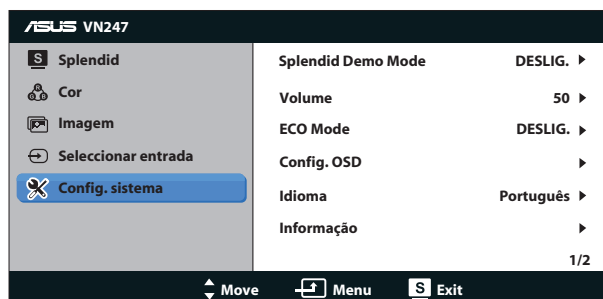 ASUS VN247
S Splendid
R G B Cor
Imagem
Seleccionar entrada
Config. sistema
Splendid Demo Mode DESLIG.
Volume 50
ECO Mode DESLIG.
Config. OSD
Idioma Português
Informação
1/2
Move Menu S Exit